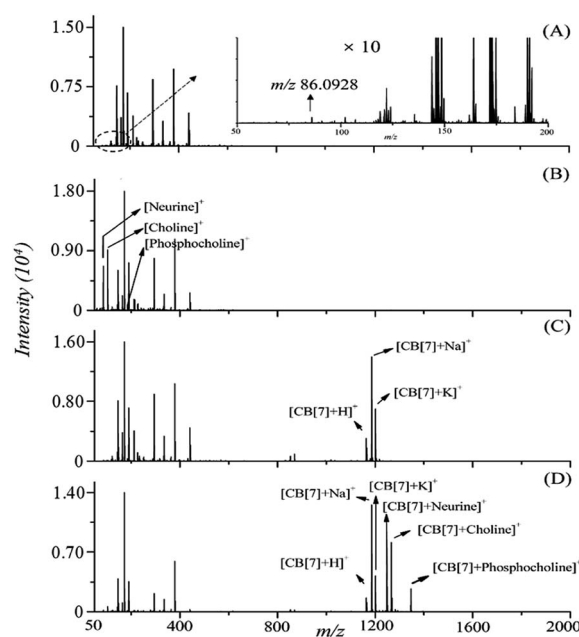 1.50
0.75
0
(A)
× 10
m/z 86.0928
50
100
150
200
m/z
(B)
1.80
0.90
0
[Neurine]+
[Choline]+
[Phosphocholine]+
Intensity (10⁴)
(C)
1.60
0.80
0
[CB[7]+Na]+
[CB[7]+K]+
[CB[7]+H]+
(D)
1.40
0.70
0
[CB[7]+Na]+
[CB[7]+K]+
[CB[7]+Neurine]+
[CB[7]+Choline]+
[CB[7]+H]+
[CB[7]+Phosphocholine]+
50
400
800
1200
1600
2000
m/z